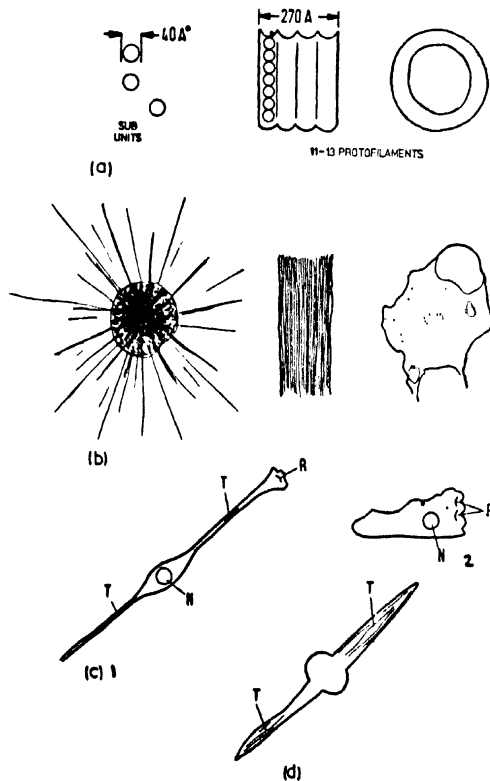 40A°
270 A
SUB
UNITS
11-13 PROTOFILAMENTS
(a)
(b)
R
T
N
T
(c) 1
N
2
T
T
(d)